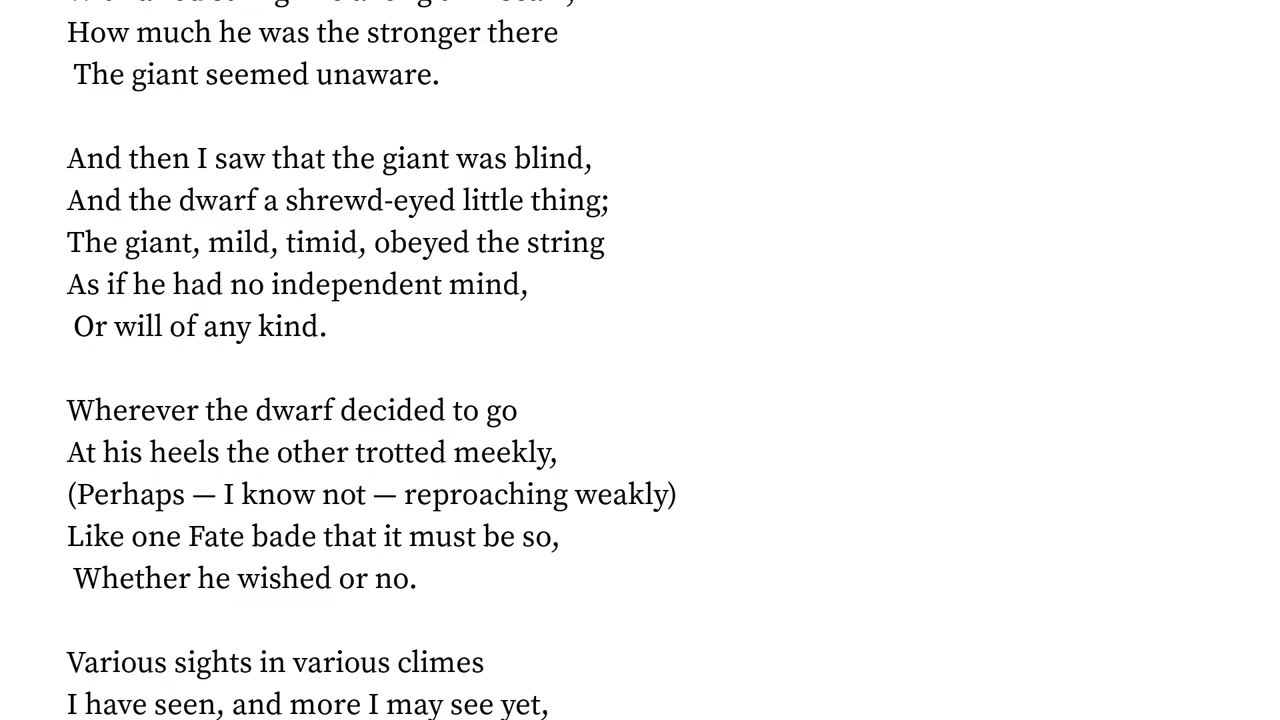 How much he was the stronger there
The giant seemed unaware.
And then I saw that the giant was blind,
And the dwarf a shrewd-eyed little thing;
The giant, mild, timid, obeyed the string
As if he had no independent mind,
Or will of any kind.
Wherever the dwarf decided to go
At his heels the other trotted meekly,
(Perhaps — I know not — reproaching weakly)
Like one Fate bade that it must be so,
Whether he wished or no.
Various sights in various climes
I have seen, and more I may see yet,